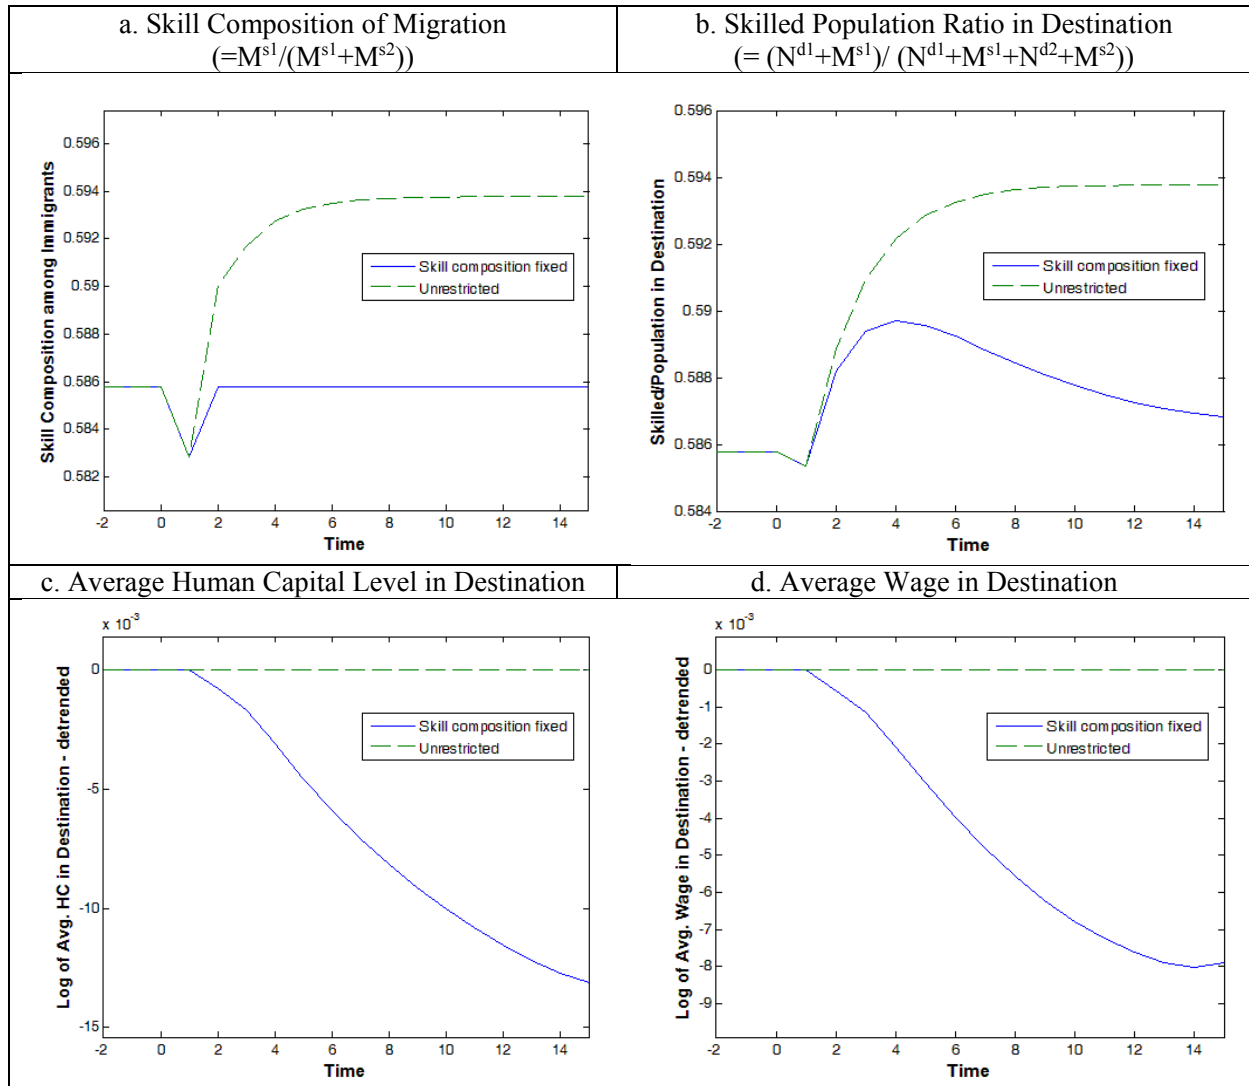 a. Skill Composition of Migration
(=M^s1/(M^s1+M^s2))
b. Skilled Population Ratio in Destination
(= (N^d1+M^s1)/ (N^d1+M^s1+N^d2+M^s2))
0.596
0.594
0.592
0.59
0.588
0.586
0.584
0.582
Skill Composition among Immigrants
Skill composition fixed
Unrestricted
-2 0 2 4 6 8 10 12 14
Time
0.596
0.594
0.592
0.59
0.588
0.586
0.584
Skilled/Population in Destination
Skill composition fixed
Unrestricted
-2 0 2 4 6 8 10 12 14
Time
c. Average Human Capital Level in Destination
d. Average Wage in Destination
x 10^-3
0
-5
-10
-15
Log of Avg. HC in Destination - detrended
Skill composition fixed
Unrestricted
-2 0 2 4 6 8 10 12 14
Time
x 10^-3
0
-1
-2
-3
-4
-5
-6
-7
-8
-9
Log of Avg. Wage in Destination - detrended
Skill composition fixed
Unrestricted
-2 0 2 4 6 8 10 12 14
Time